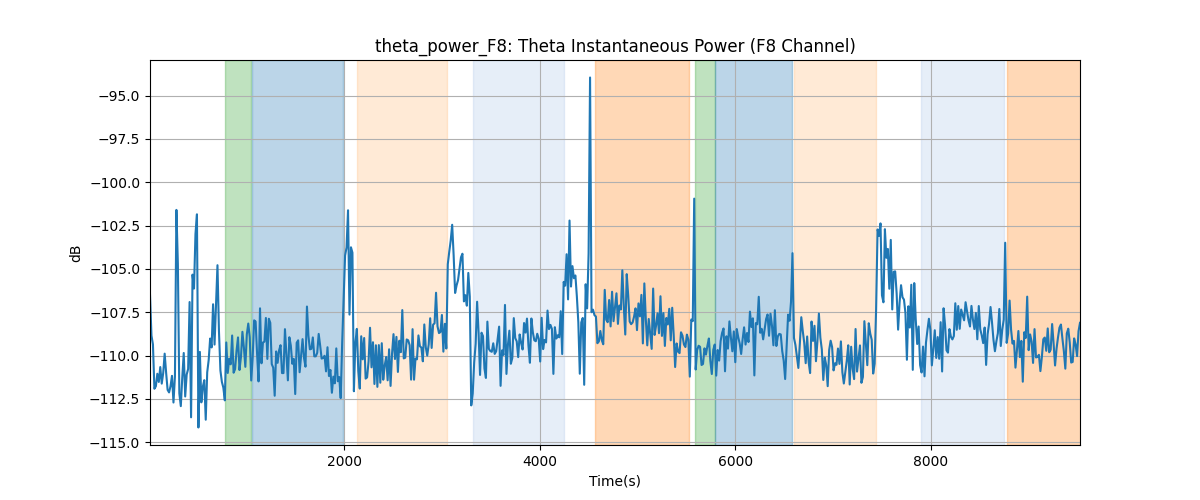 theta_power_F8: Theta Instantaneous Power (F8 Channel)
−95.0
−97.5
−100.0
−102.5
−105.0
−107.5
−110.0
−112.5
−115.0
dB
2000 4000 6000 8000
Time(s)